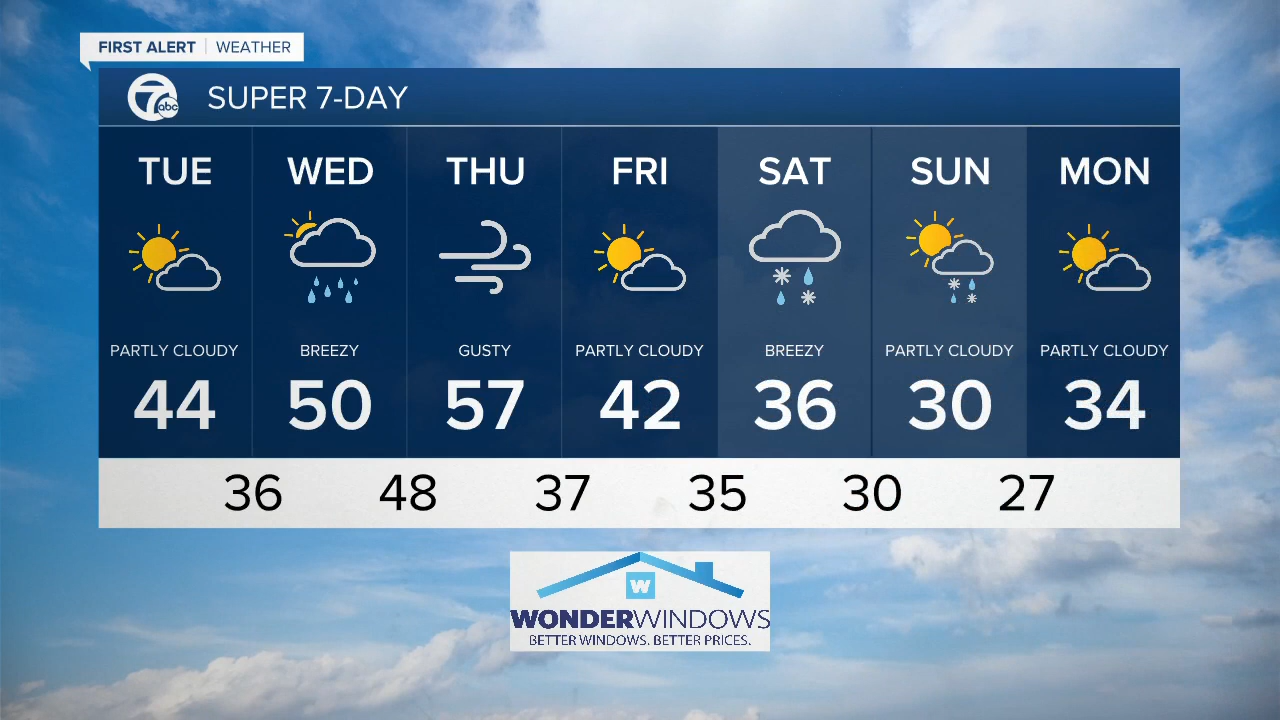 FIRST ALERT | WEATHER
7 abc SUPER 7-DAY
TUE WED THU FRI SAT SUN MON
PARTLY CLOUDY BREEZY GUSTY PARTLY CLOUDY BREEZY PARTLY CLOUDY PARTLY CLOUDY
44 50 57 42 36 30 34
36 48 37 35 30 27
W
WONDERWINDOWS
BETTER WINDOWS. BETTER PRICES.